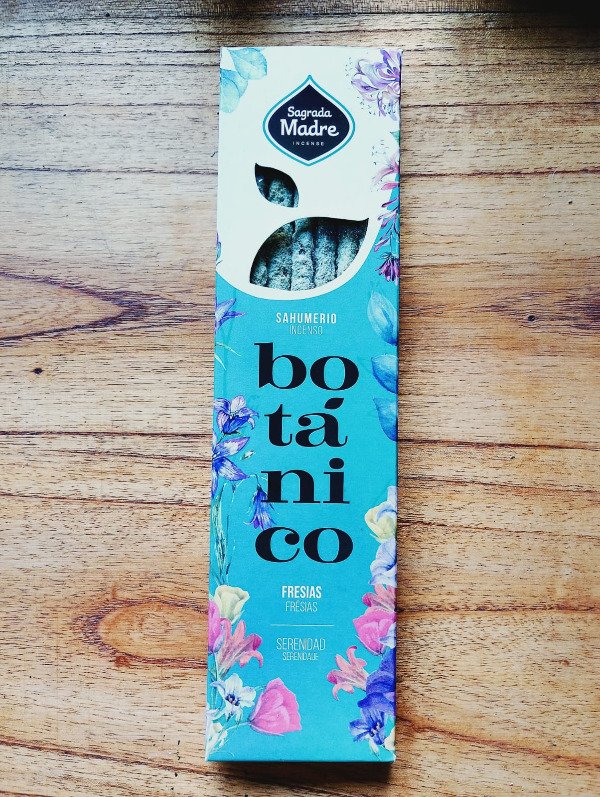 Sagrada
Madre
INCENSE
SAHUMERIO
INCENSO
bo
tá
ni
co
FRESIAS
FRÉSIAS
SERENIDAD
SERENIDADE